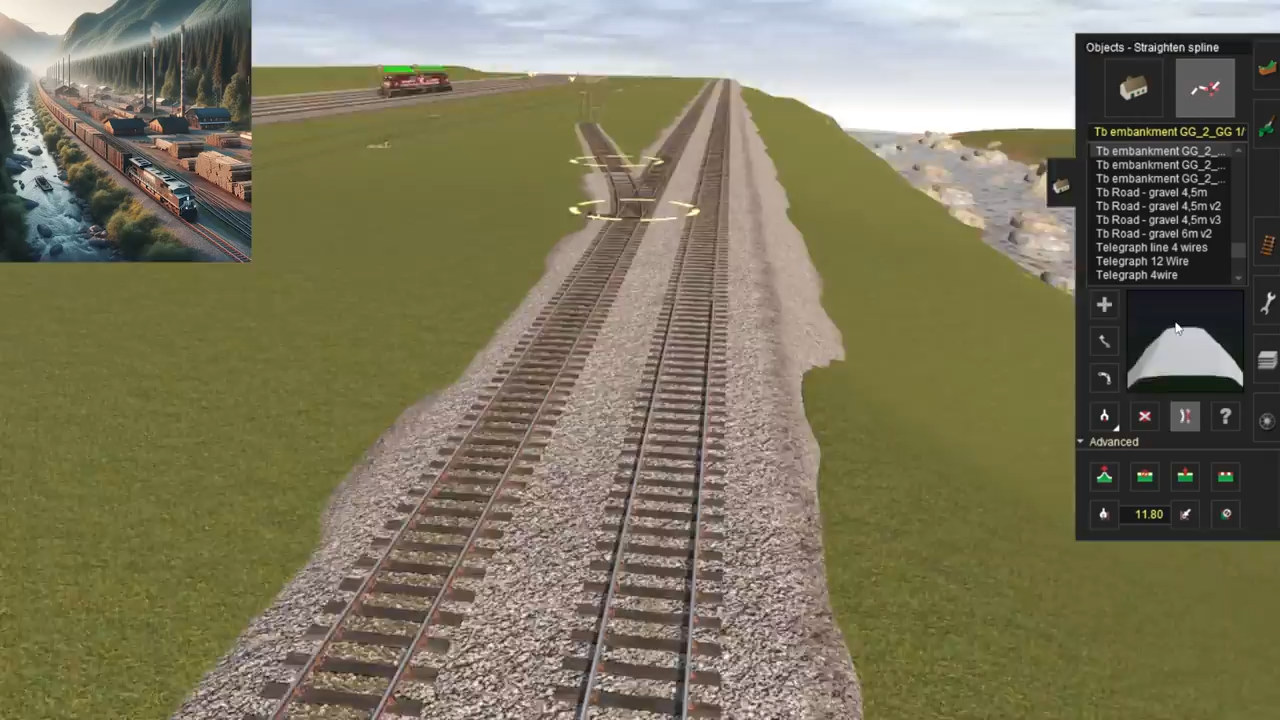 Objects - Straighten spline
Tb embankment GG_2_GG 1/
Tb embankment GG_2_...
Tb embankment GG_2_...
Tb embankment GG_2_...
Tb Road - gravel 4,5m
Tb Road - gravel 4,5m v2
Tb Road - gravel 4,5m v3
Tb Road - gravel 6m v2
Telegraph line 4 wires
Telegraph 12 Wire
Telegraph 4wire
?
Advanced
11.80